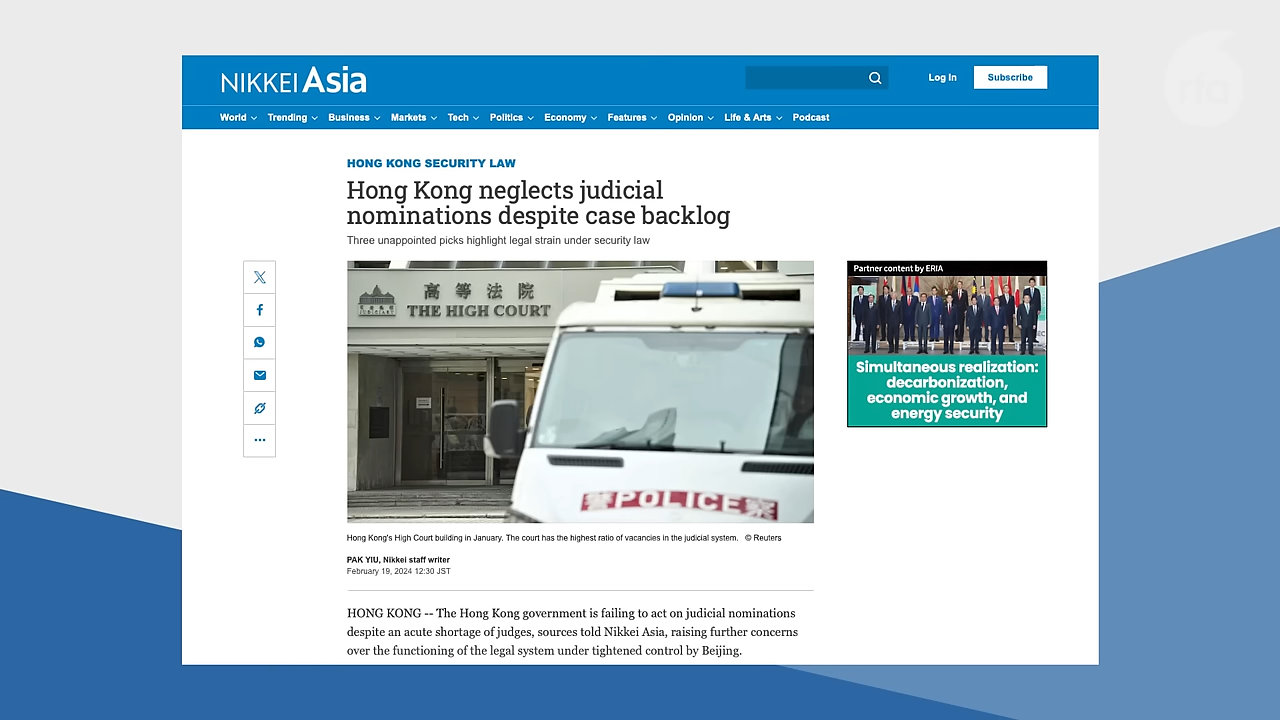 NIKKEI Asia
Log In
Subscribe
World Trending Business Markets Tech Politics Economy Features Opinion Life & Arts Podcast
HONG KONG SECURITY LAW
Hong Kong neglects judicial
nominations despite case backlog
Three unappointed picks highlight legal strain under security law
高等法院
THE HIGH COURT
警POLICE察
Partner content by ERIA
Simultaneous realization:
decarbonization,
economic growth, and
energy security
Hong Kong's High Court building in January. The court has the highest ratio of vacancies in the judicial system. © Reuters
PAK YIU, Nikkei staff writer
February 19, 2024 12:30 JST
HONG KONG -- The Hong Kong government is failing to act on judicial nominations
despite an acute shortage of judges, sources told Nikkei Asia, raising further concerns
over the functioning of the legal system under tightened control by Beijing.
rfa